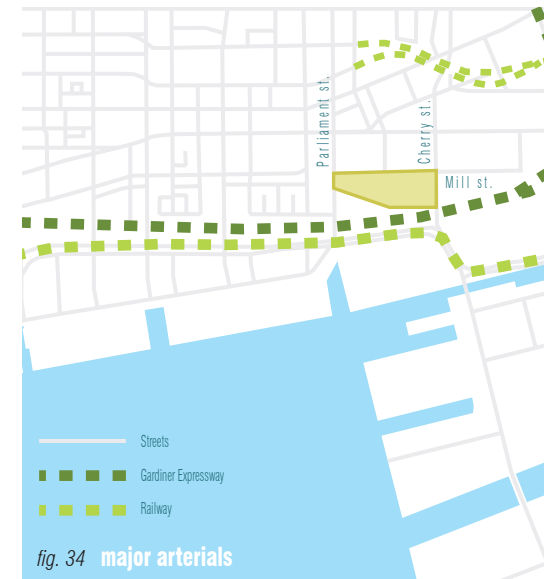 Parliament st.
Cherry st.
Mill st.
Streets
Gardiner Expressway
Railway
fig. 34 major arterials